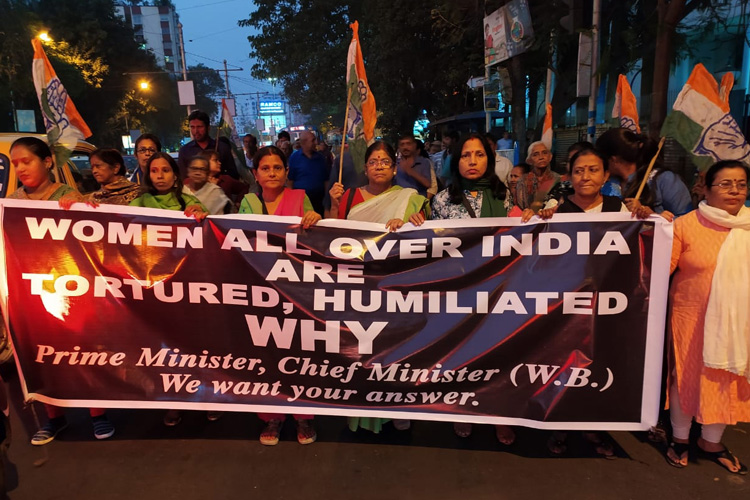 WOMEN ALL OVER INDIA
ARE
TORTURED, HUMILIATED
WHY
Prime Minister, Chief Minister (W.B.)
We want your answer.